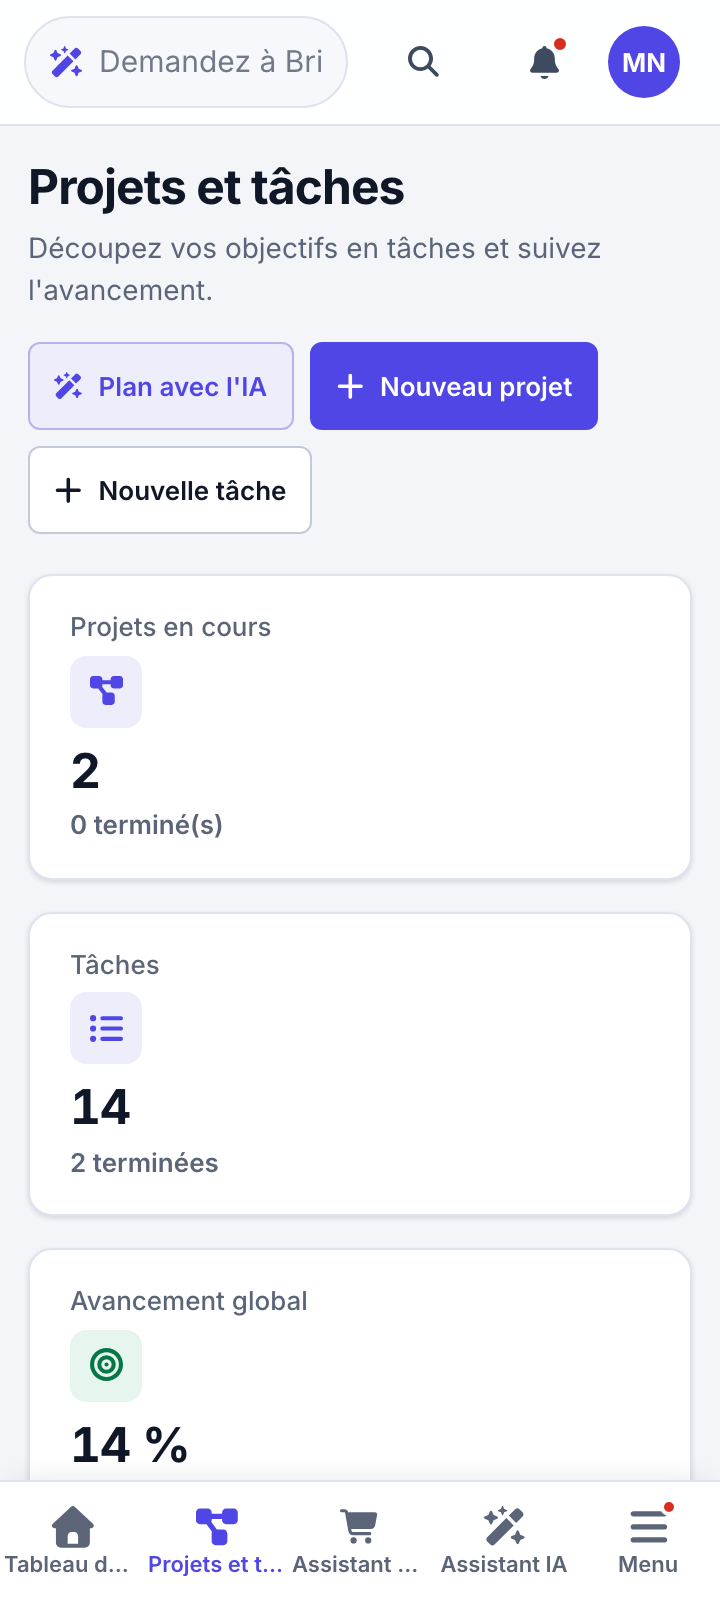 Demandez à Bri
MN
Projets et tâches
Découpez vos objectifs en tâches et suivez
l'avancement.
Plan avec l'IA
Nouveau projet
Nouvelle tâche
Projets en cours
2
0 terminé(s)
Tâches
14
2 terminées
Avancement global
14 %
Tableau d...
Projets et t...
Assistant ...
Assistant IA
Menu